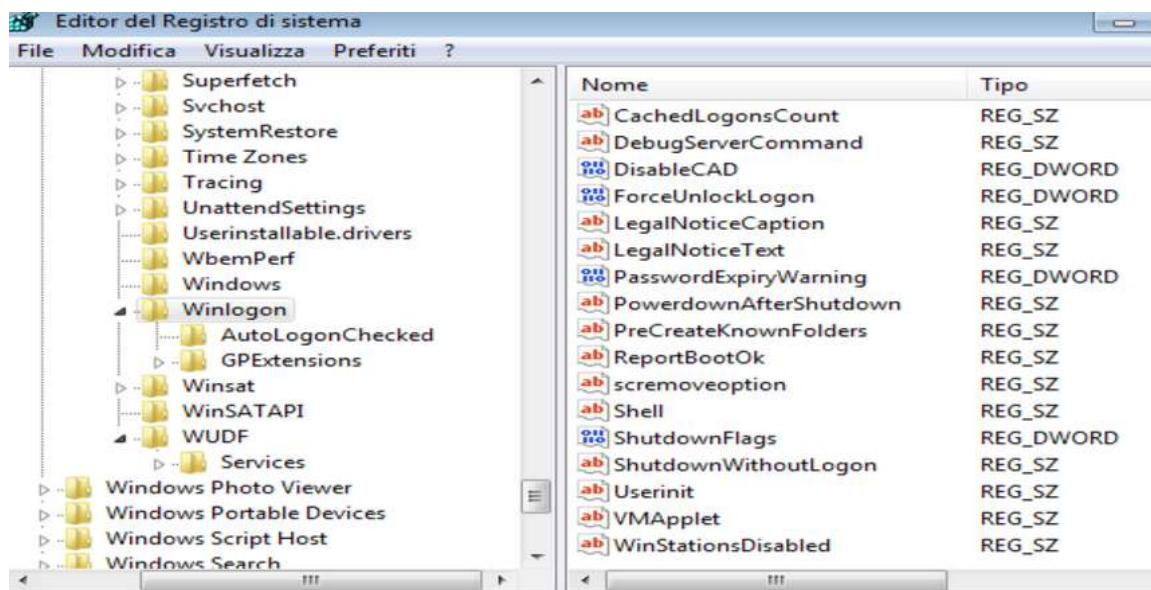 Editor del Registro di sistema
File Modifica Visualizza Preferiti ?
Superfetch
Svchost
SystemRestore
Time Zones
Tracing
UnattendSettings
Userinstallable.drivers
WbemPerf
Windows
Winlogon
AutoLogonChecked
GPExtensions
Winsat
WinSATAPI
WUDF
Services
Windows Photo Viewer
Windows Portable Devices
Windows Script Host
Windows Search
Nome Tipo
CachedLogonsCount REG_SZ
DebugServerCommand REG_SZ
DisableCAD REG_DWORD
ForceUnlockLogon REG_DWORD
LegalNoticeCaption REG_SZ
LegalNoticeText REG_SZ
PasswordExpiryWarning REG_DWORD
PowerdownAfterShutdown REG_SZ
PreCreateKnownFolders REG_SZ
ReportBootOk REG_SZ
scremoveoption REG_SZ
Shell REG_SZ
ShutdownFlags REG_DWORD
ShutdownWithoutLogon REG_SZ
Userinit REG_SZ
VMApplet REG_SZ
WinStationsDisabled REG_SZ